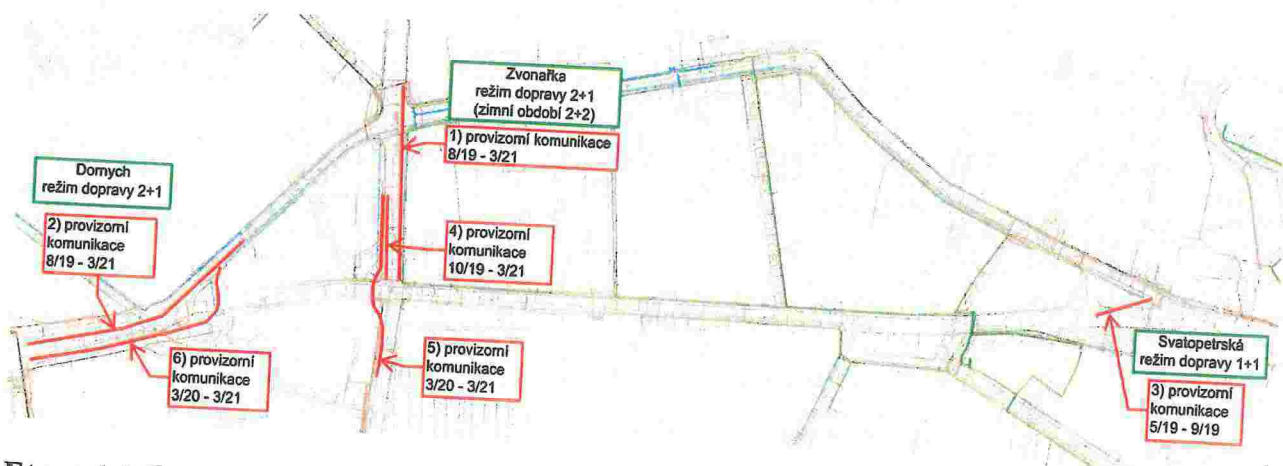 Zvonařka
režim dopravy 2+1
(zimní období 2+2)
1) provizorní komunikace
8/19 - 3/21
Dornych
režim dopravy 2+1
2) provizorní
komunikace
8/19 - 3/21
4) provizorní
komunikace
10/19 - 3/21
6) provizorní
komunikace
3/20 - 3/21
5) provizorní
komunikace
3/20 - 3/21
Svatopetrská
režim dopravy 1+1
3) provizorní
komunikace
5/19 - 9/19